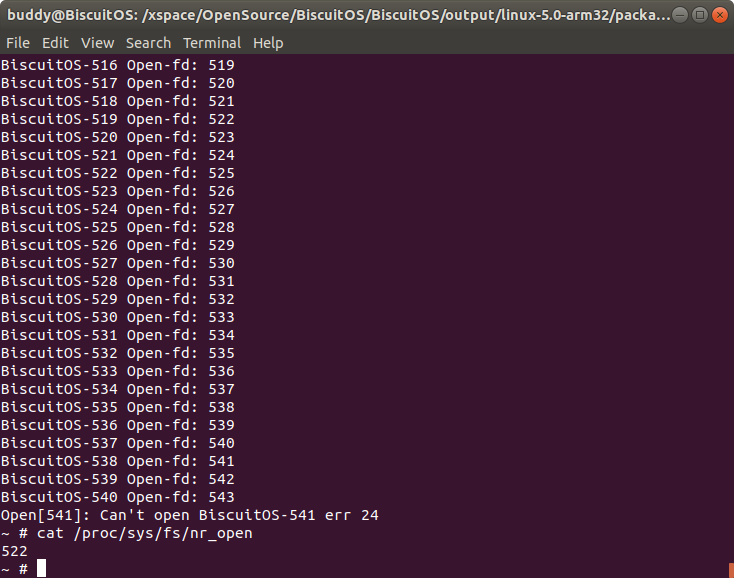 buddy@BiscuitOS: /xspace/OpenSource/BiscuitOS/BiscuitOS/output/linux-5.0-arm32/packa...
File Edit View Search Terminal Help
BiscuitOS-516 Open-fd: 519
BiscuitOS-517 Open-fd: 520
BiscuitOS-518 Open-fd: 521
BiscuitOS-519 Open-fd: 522
BiscuitOS-520 Open-fd: 523
BiscuitOS-521 Open-fd: 524
BiscuitOS-522 Open-fd: 525
BiscuitOS-523 Open-fd: 526
BiscuitOS-524 Open-fd: 527
BiscuitOS-525 Open-fd: 528
BiscuitOS-526 Open-fd: 529
BiscuitOS-527 Open-fd: 530
BiscuitOS-528 Open-fd: 531
BiscuitOS-529 Open-fd: 532
BiscuitOS-530 Open-fd: 533
BiscuitOS-531 Open-fd: 534
BiscuitOS-532 Open-fd: 535
BiscuitOS-533 Open-fd: 536
BiscuitOS-534 Open-fd: 537
BiscuitOS-535 Open-fd: 538
BiscuitOS-536 Open-fd: 539
BiscuitOS-537 Open-fd: 540
BiscuitOS-538 Open-fd: 541
BiscuitOS-539 Open-fd: 542
BiscuitOS-540 Open-fd: 543
Open[541]: Can't open BiscuitOS-541 err 24
~ # cat /proc/sys/fs/nr_open
522
~ #